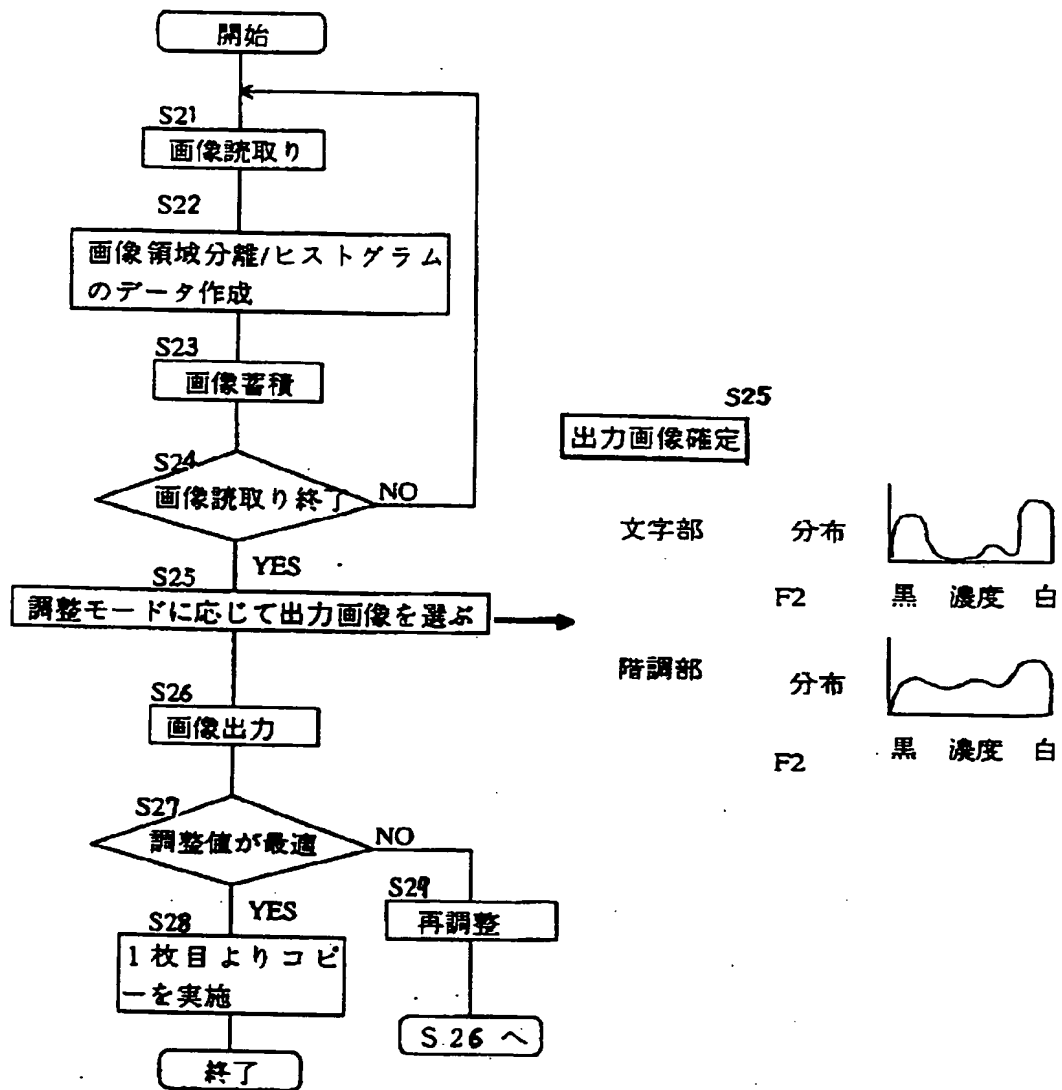 開始
S21
画像読取り
S22
画像領域分離/ヒストグラム
のデータ作成
S23
画像蓄積
S24
画像読取り終了
NO
YES
S25
調整モードに応じて出力画像を選ぶ
S26
画像出力
S27
調整値が最適
NO
YES
S28
1枚目よりコピ
ーを実施
終了
S29
再調整
S.26 へ
S25
出力画像確定
文字部
分布
F2
黒 濃度 白
階調部
分布
F2
黒 濃度 白